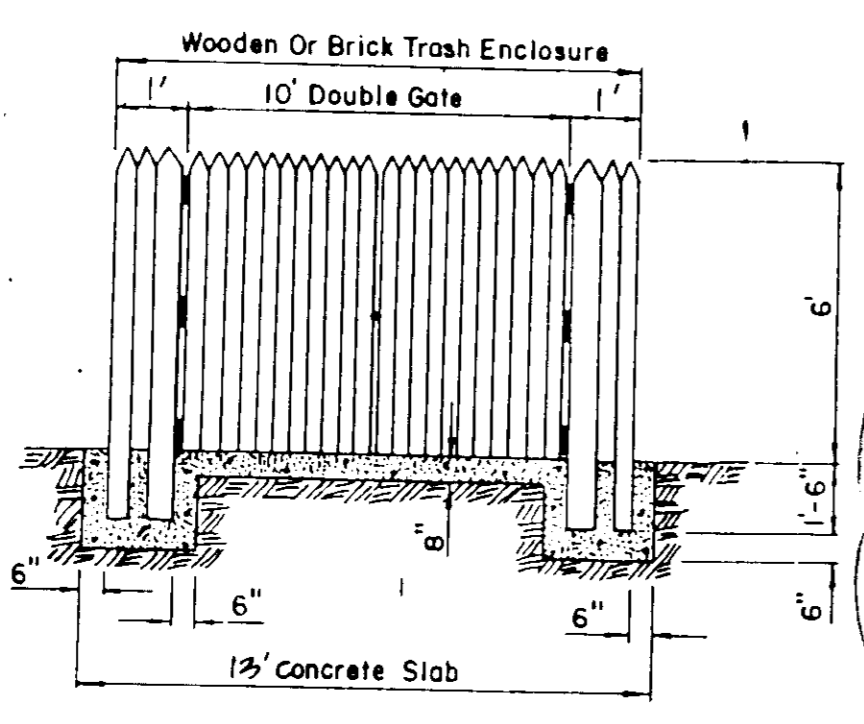 Wooden Or Brick Trash Enclosure
1' 10' Double Gate 1'
6'
1'-6"
8"
6" 6" 6" 6"
13' Concrete Slab